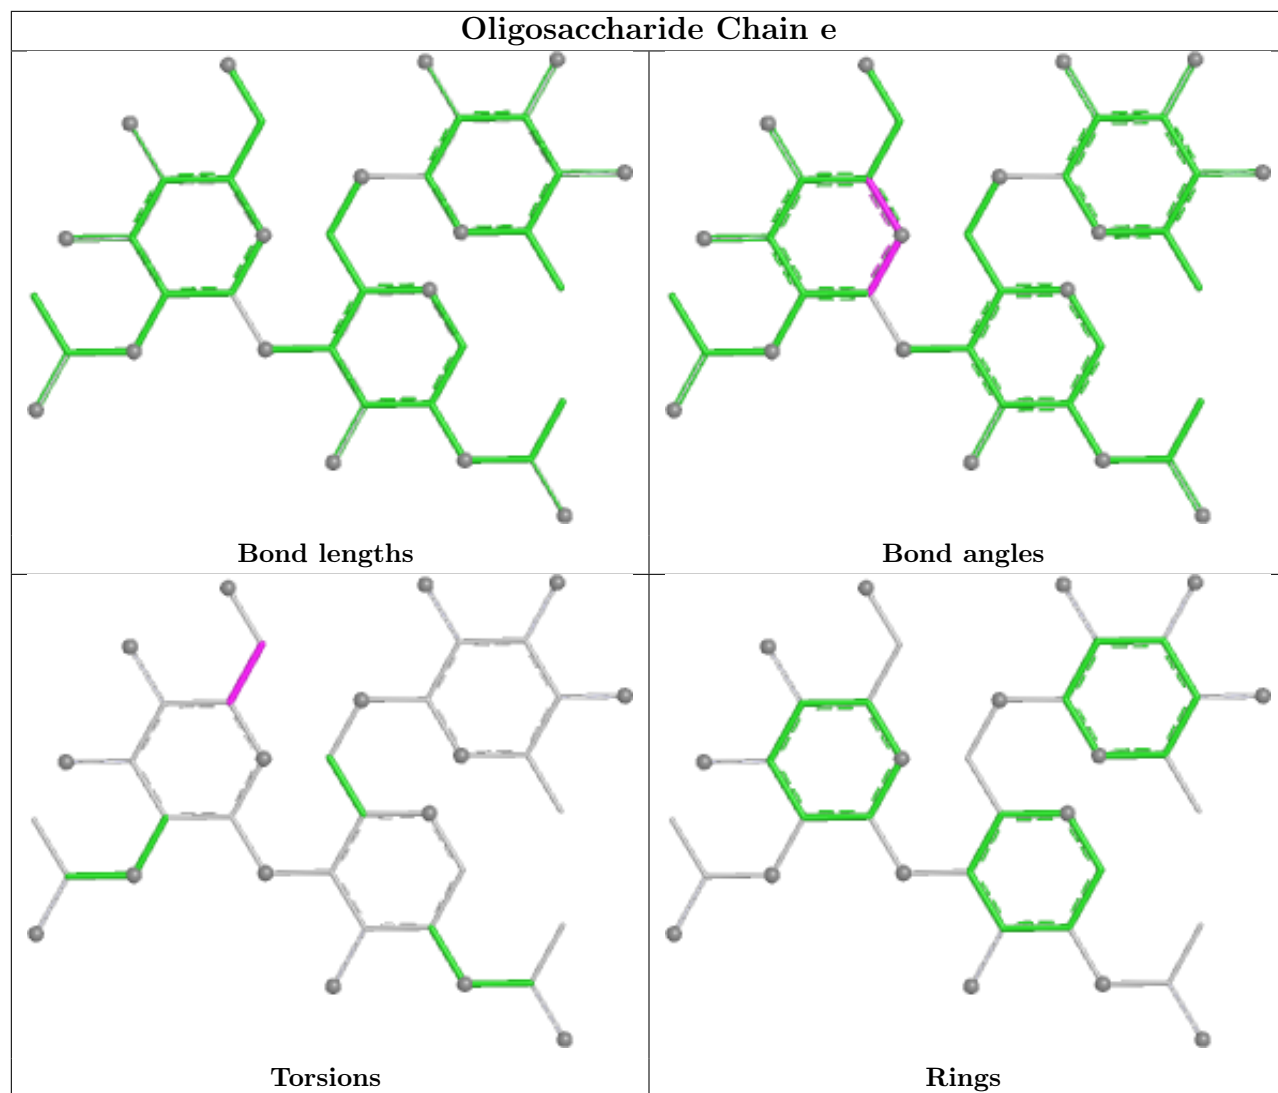 Oligosaccharide Chain e
Bond lengths
Bond angles
Torsions
Rings